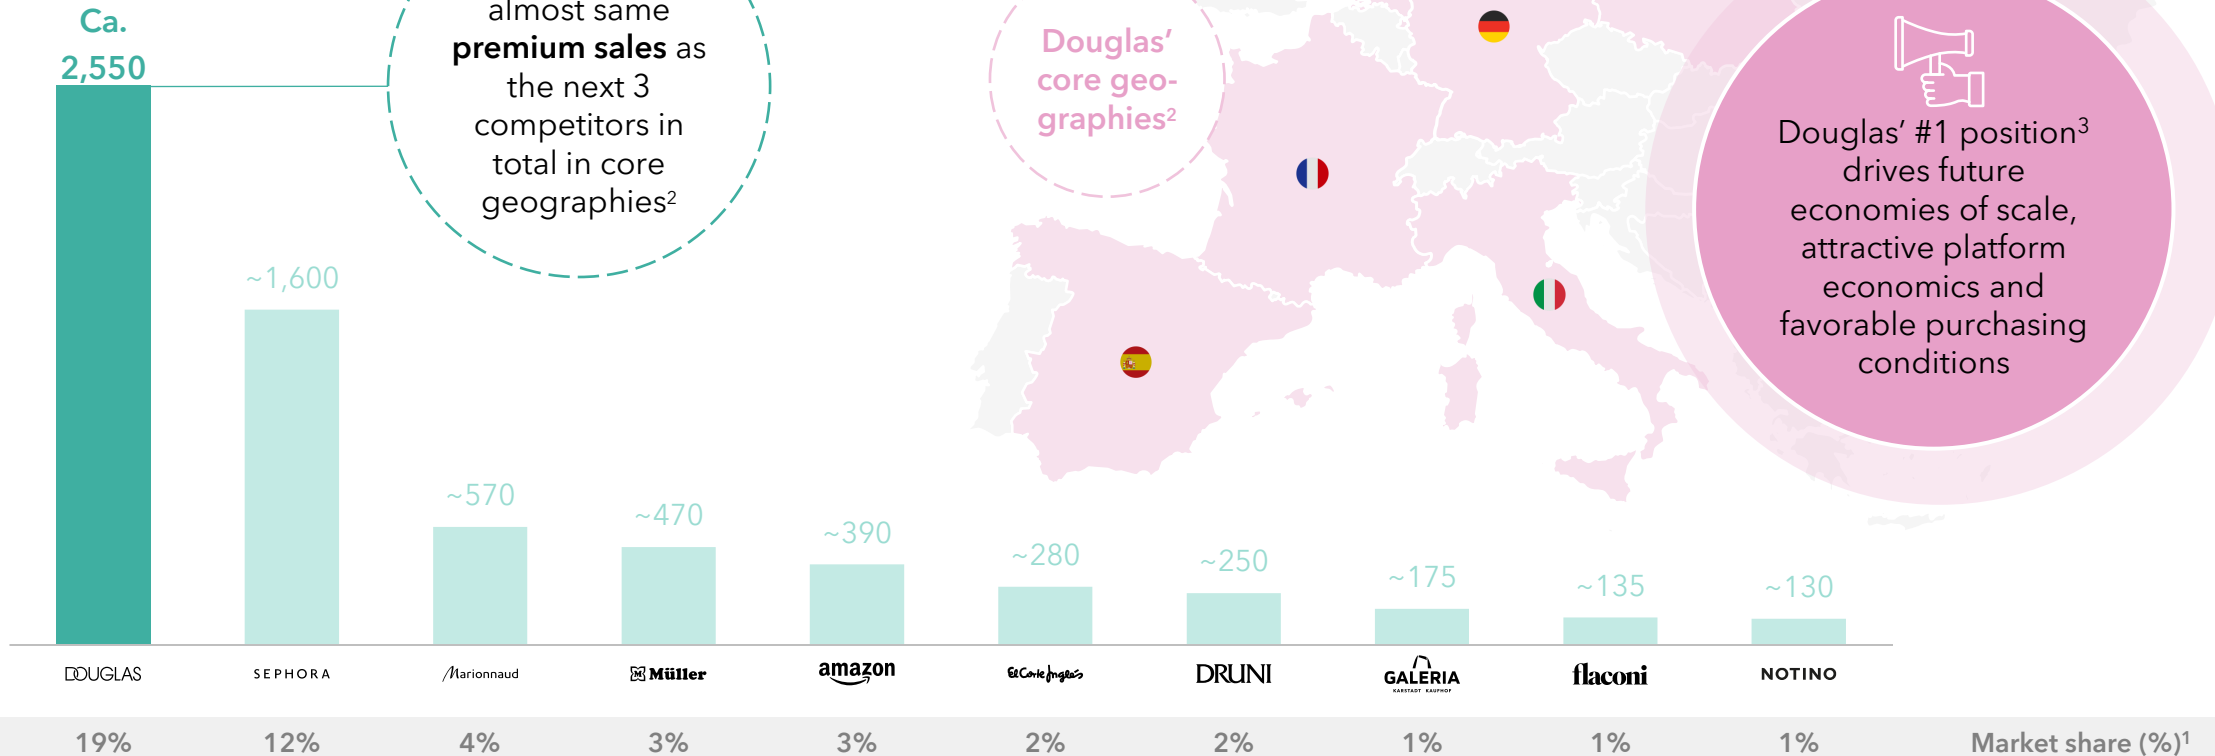 Ca.
2,550
almost same
premium sales as
the next 3
competitors in
total in core
geographies²
Douglas’
core geo-
graphies²
Douglas’ #1 position³
drives future
economies of scale,
attractive platform
economics and
favorable purchasing
conditions
~1,600
~570
~470
~390
~280
~250
~175
~135
~130
DOUGLAS
SEPHORA
Marionnaud
M Müller
amazon
El Corte Inglés
DRUNI
GALERIA
KARSTADT KAUFHOF
flaconi
NOTINO
19% 12% 4% 3% 3% 2% 2% 1% 1% 1% Market share (%)¹